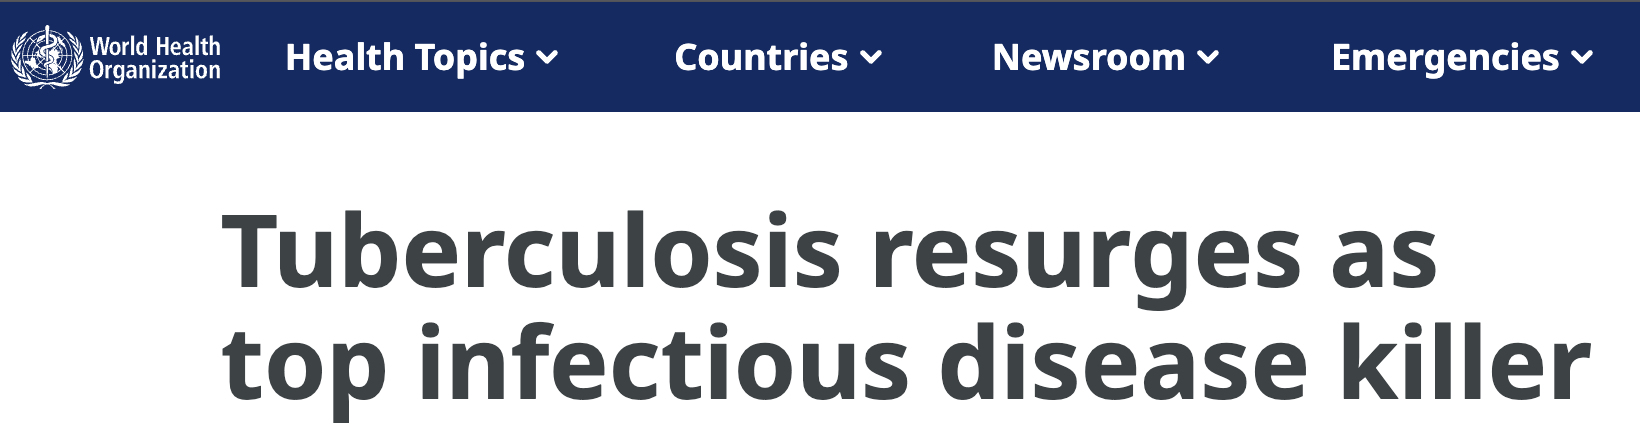 World Health
Organization
Health Topics
Countries
Newsroom
Emergencies
Tuberculosis resurges as
top infectious disease killer